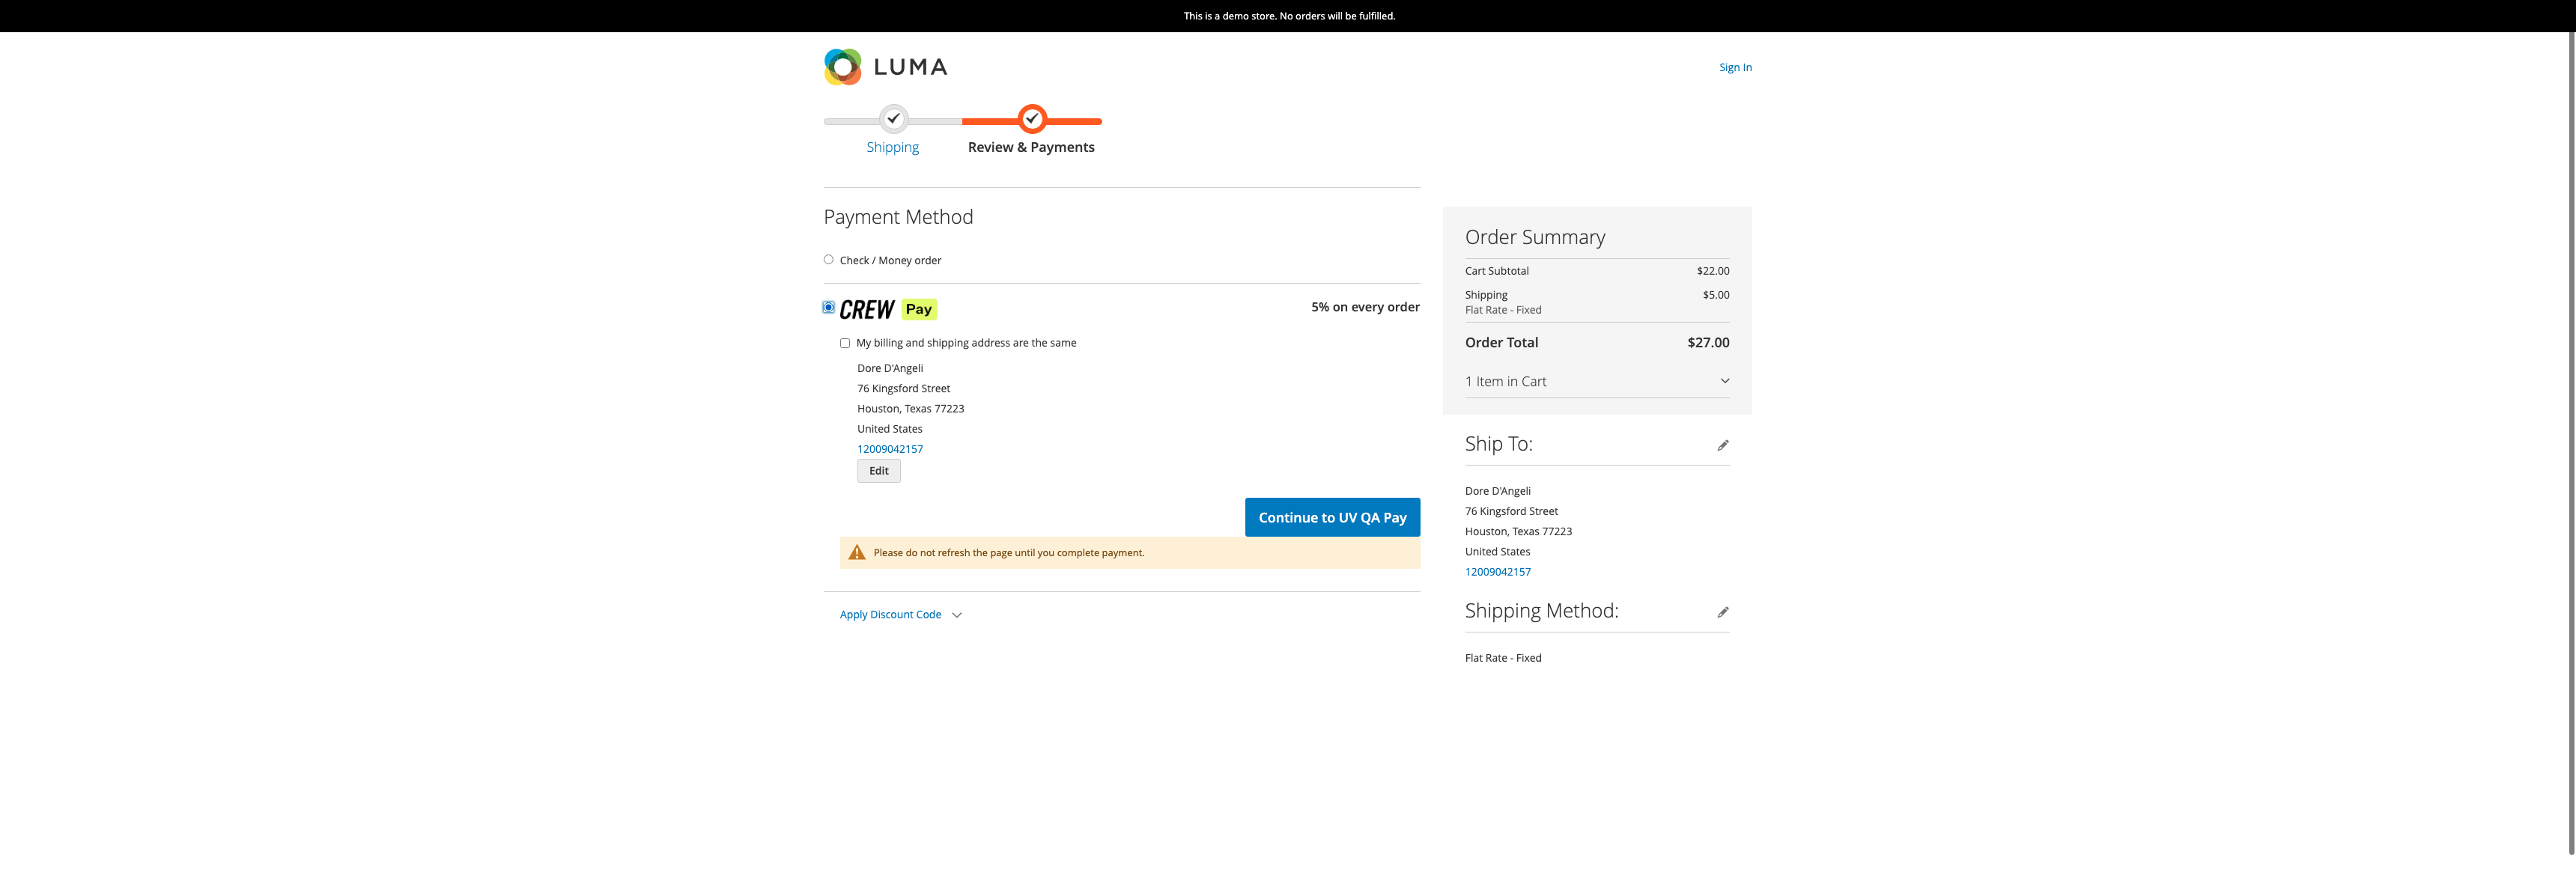 This is a demo store. No orders will be fulfilled.
LUMA
Sign In
Shipping
Review & Payments
Payment Method
Check / Money order
CREW Pay
5% on every order
My billing and shipping address are the same
Dore D'Angeli
76 Kingsford Street
Houston, Texas 77223
United States
12009042157
Edit
Continue to UV QA Pay
Please do not refresh the page until you complete payment.
Apply Discount Code
Order Summary
Cart Subtotal $22.00
Shipping $5.00
Flat Rate - Fixed
Order Total $27.00
1 Item in Cart
Ship To:
Dore D'Angeli
76 Kingsford Street
Houston, Texas 77223
United States
12009042157
Shipping Method:
Flat Rate - Fixed